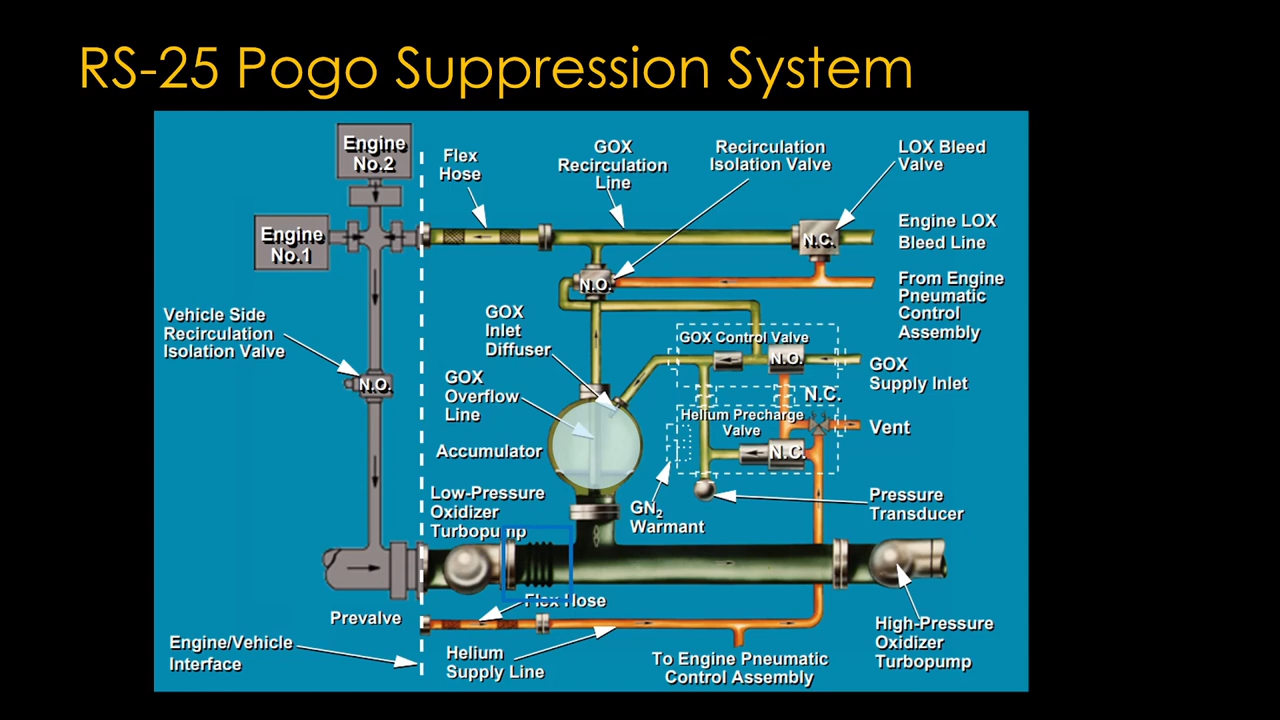 RS-25 Pogo Suppression System
Engine
No.2
Flex
Hose
GOX
Recirculation
Line
Recirculation
Isolation Valve
LOX Bleed
Valve
Engine
No.1
N.C.
Engine LOX
Bleed Line
N.O.
From Engine
Pneumatic
Control
Assembly
Vehicle Side
Recirculation
Isolation Valve
GOX
Inlet
Diffuser
GOX Control Valve
N.O.
GOX
Supply Inlet
N.O.
GOX
Overflow
Line
N.C.
Helium Precharge
Valve
Vent
Accumulator
N.C.
Low-Pressure
Oxidizer
Turbopump
GN2
Warmant
Pressure
Transducer
Flex Hose
Prevalve
Engine/Vehicle
Interface
Helium
Supply Line
To Engine Pneumatic
Control Assembly
High-Pressure
Oxidizer
Turbopump